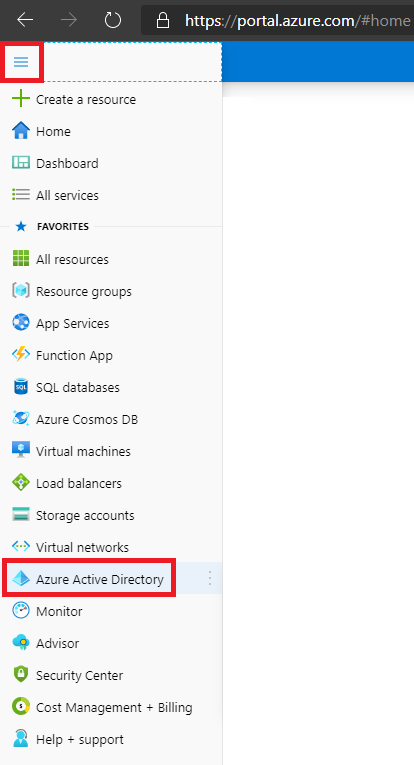 https://portal.azure.com/#home
Create a resource
Home
Dashboard
All services
FAVORITES
All resources
Resource groups
App Services
Function App
SQL databases
Azure Cosmos DB
Virtual machines
Load balancers
Storage accounts
Virtual networks
Azure Active Directory
Monitor
Advisor
Security Center
Cost Management + Billing
Help + support